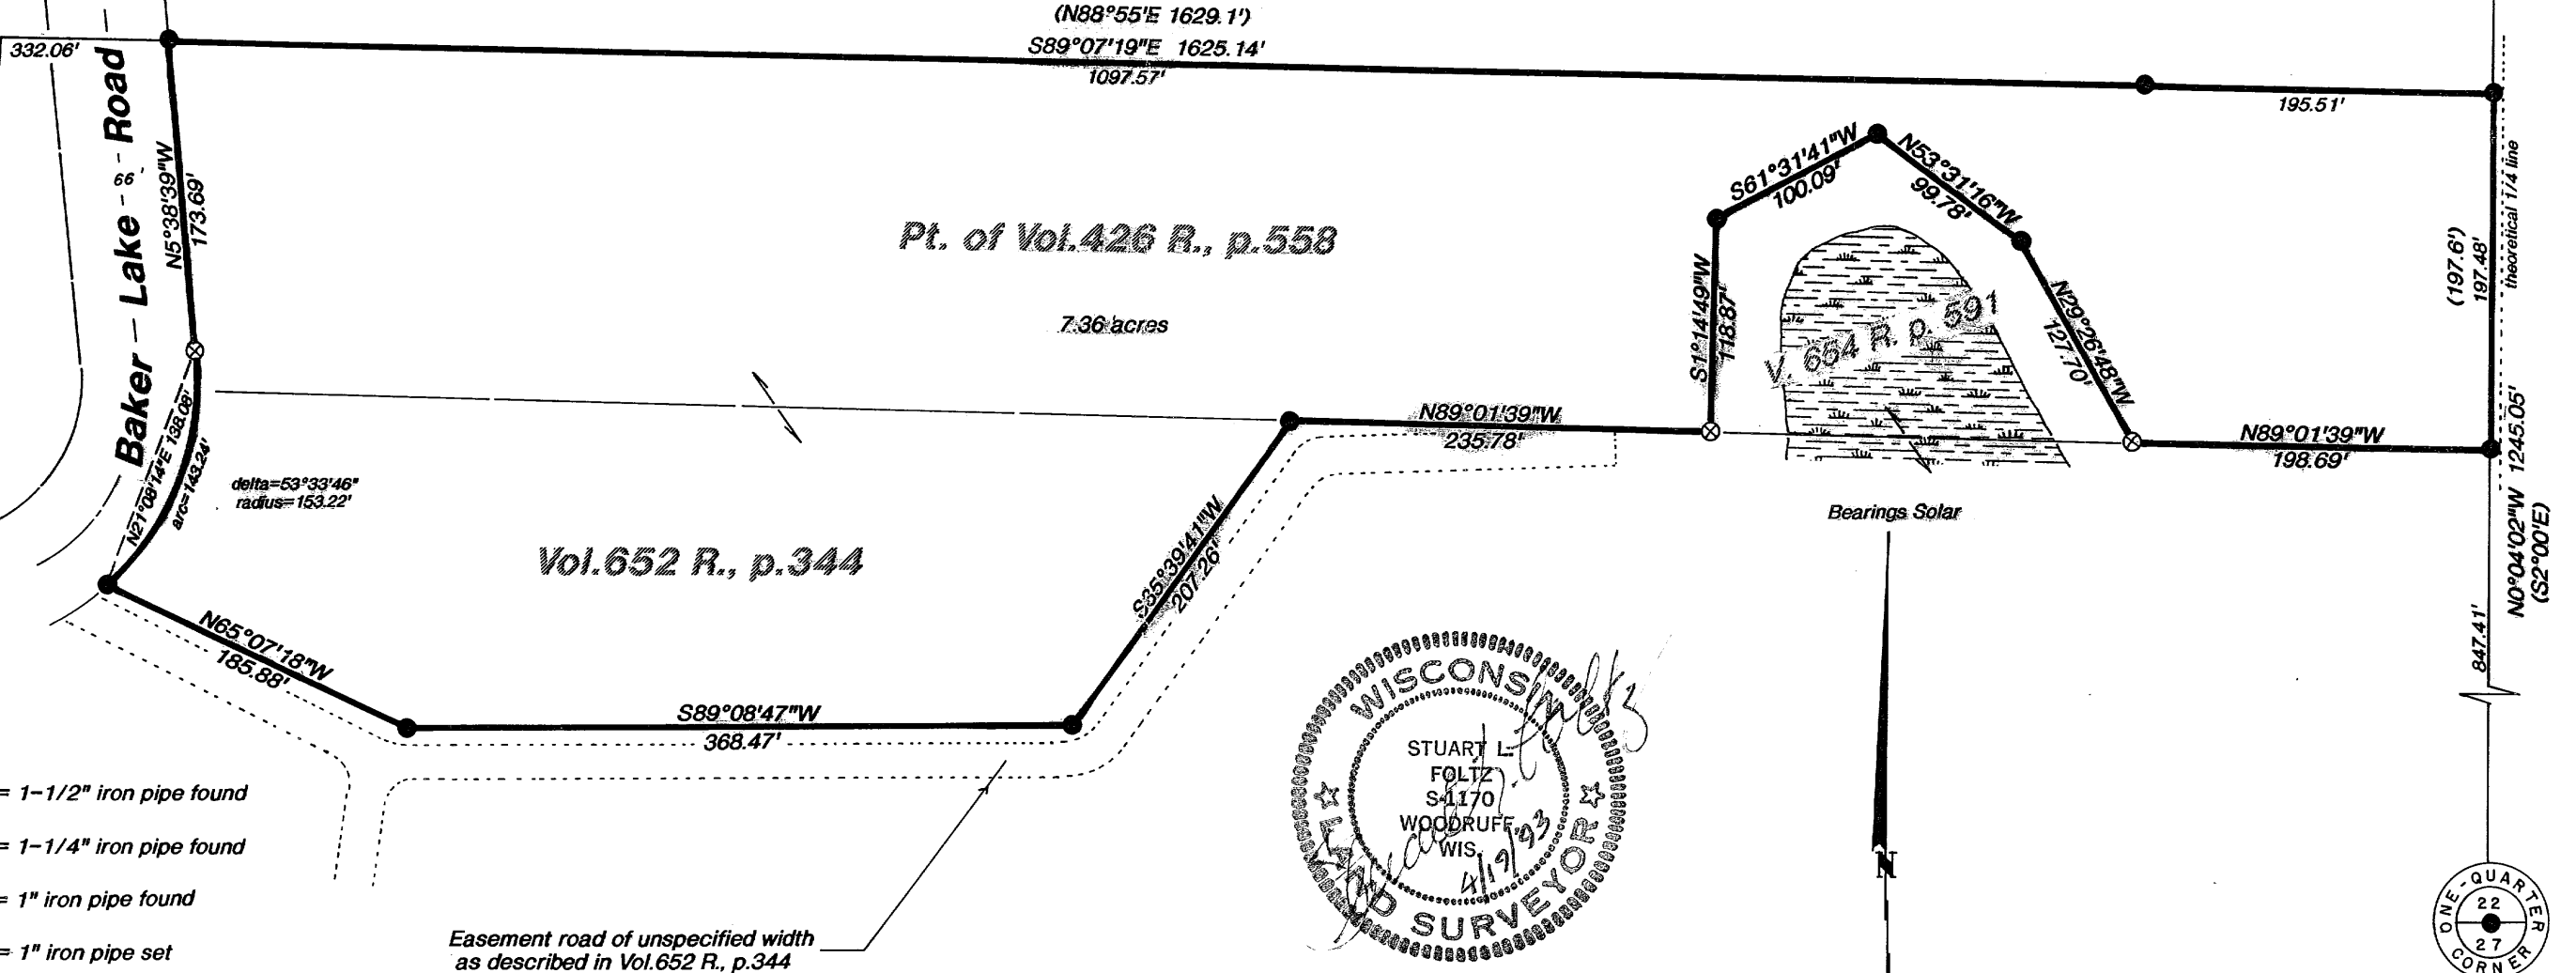 (N88°55'E 1629.1')
S89°07'19"E 1625.14'
1097.57'
332.06'
195.51'
Baker Lake Road
66'
N5°38'39"W
173.69'
N21°08'14"E 138.08'
arc=143.24'
delta=53°33'46"
radius=153.22'
Pt. of Vol.426 R., p.558
7.36 acres
S61°31'41"W
100.09'
N53°31'16"W
99.78'
S1°14'49"W
118.87'
V. 654 R. p. 591
N29°26'48"W
127.70'
(197.6')
197.48'
theoretical 1/4 line
N89°01'39"W
235.78'
N89°01'39"W
198.69'
N0°04'02"W 1245.05'
(S2°00'E)
847.41'
Bearings Solar
N
Vol.652 R., p.344
S35°39'41"W
207.26'
N65°07'18"W
185.88'
S89°08'47"W
368.47'
= 1-1/2" iron pipe found
= 1-1/4" iron pipe found
= 1" iron pipe found
= 1" iron pipe set
Easement road of unspecified width
as described in Vol.652 R., p.344
WISCONSIN
STUART L.
FOLTZ
S-1170
WOODRUFF,
WIS.
LAND SURVEYOR
4/19/93
ONE-QUARTER
22
27
CORNER